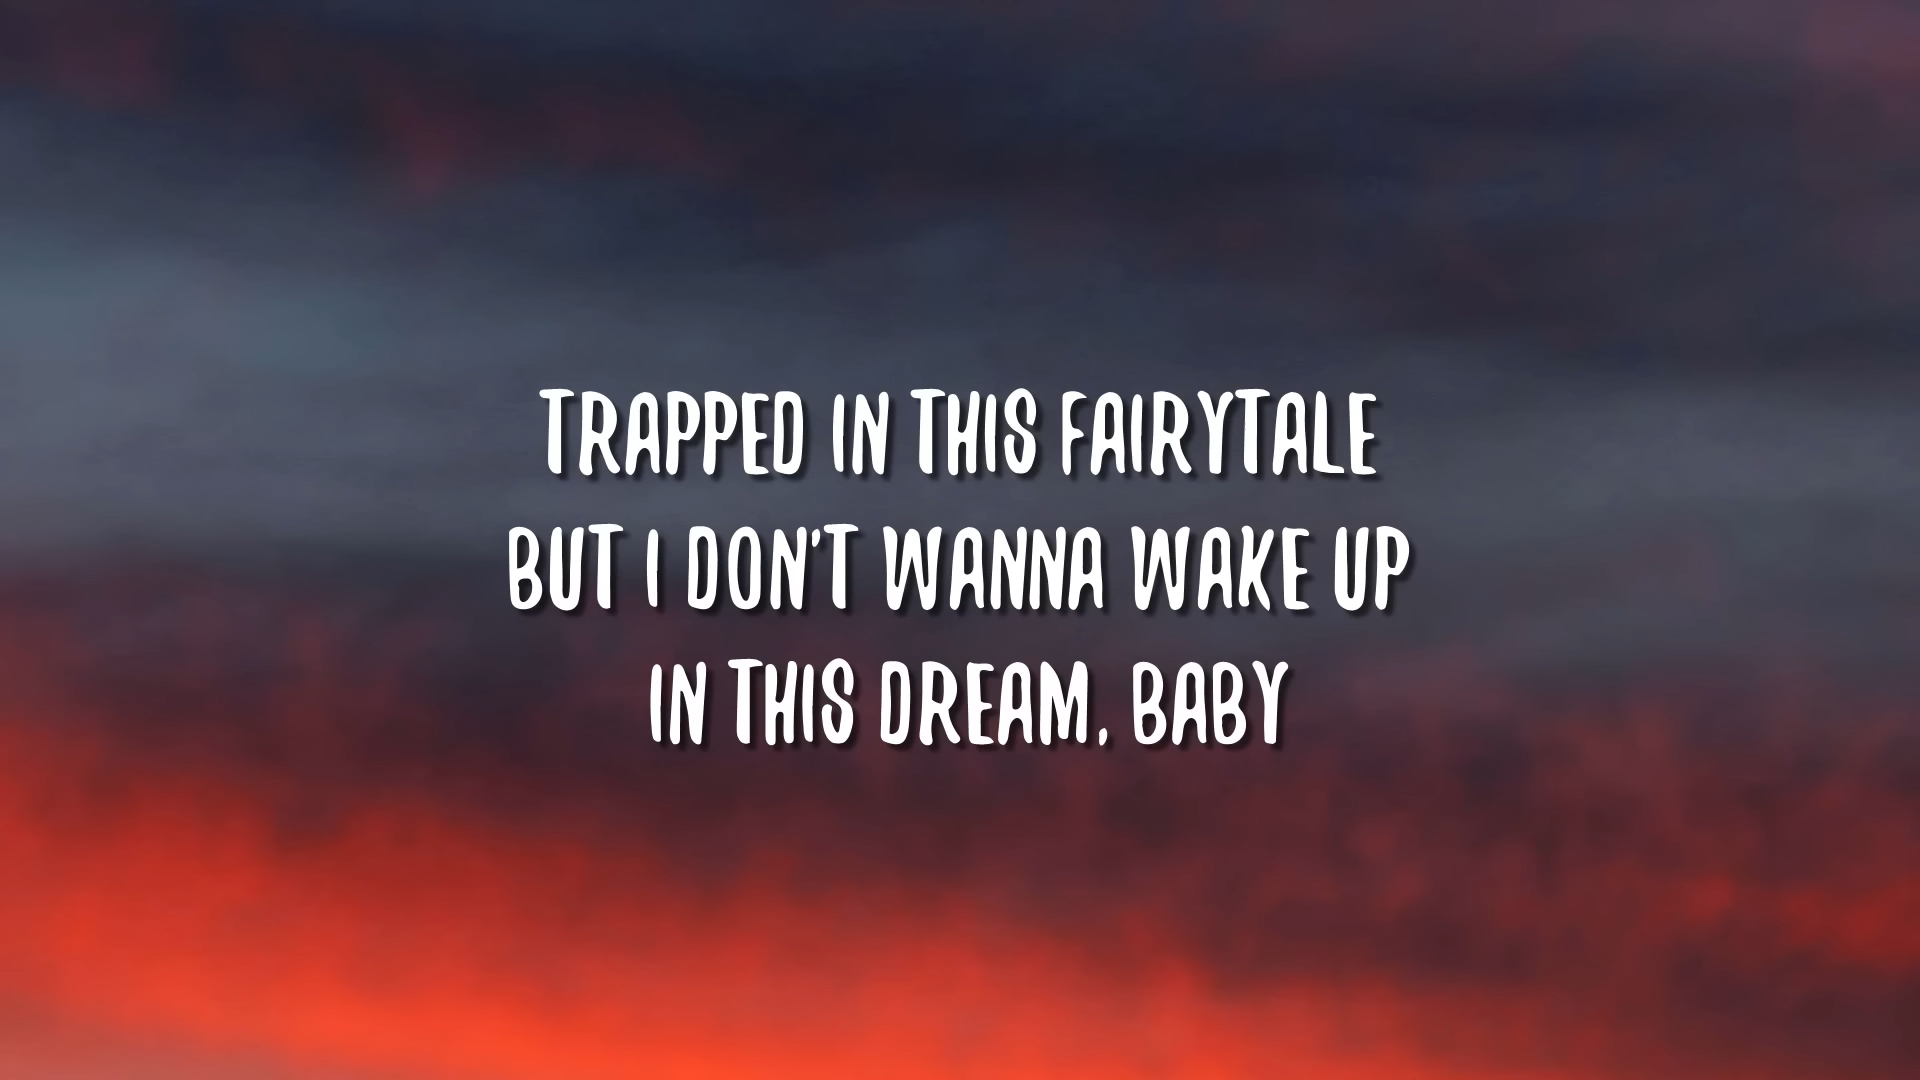 TRAPPED IN THIS FAIRYTALE
BUT I DON'T WANNA WAKE UP
IN THIS DREAM, BABY